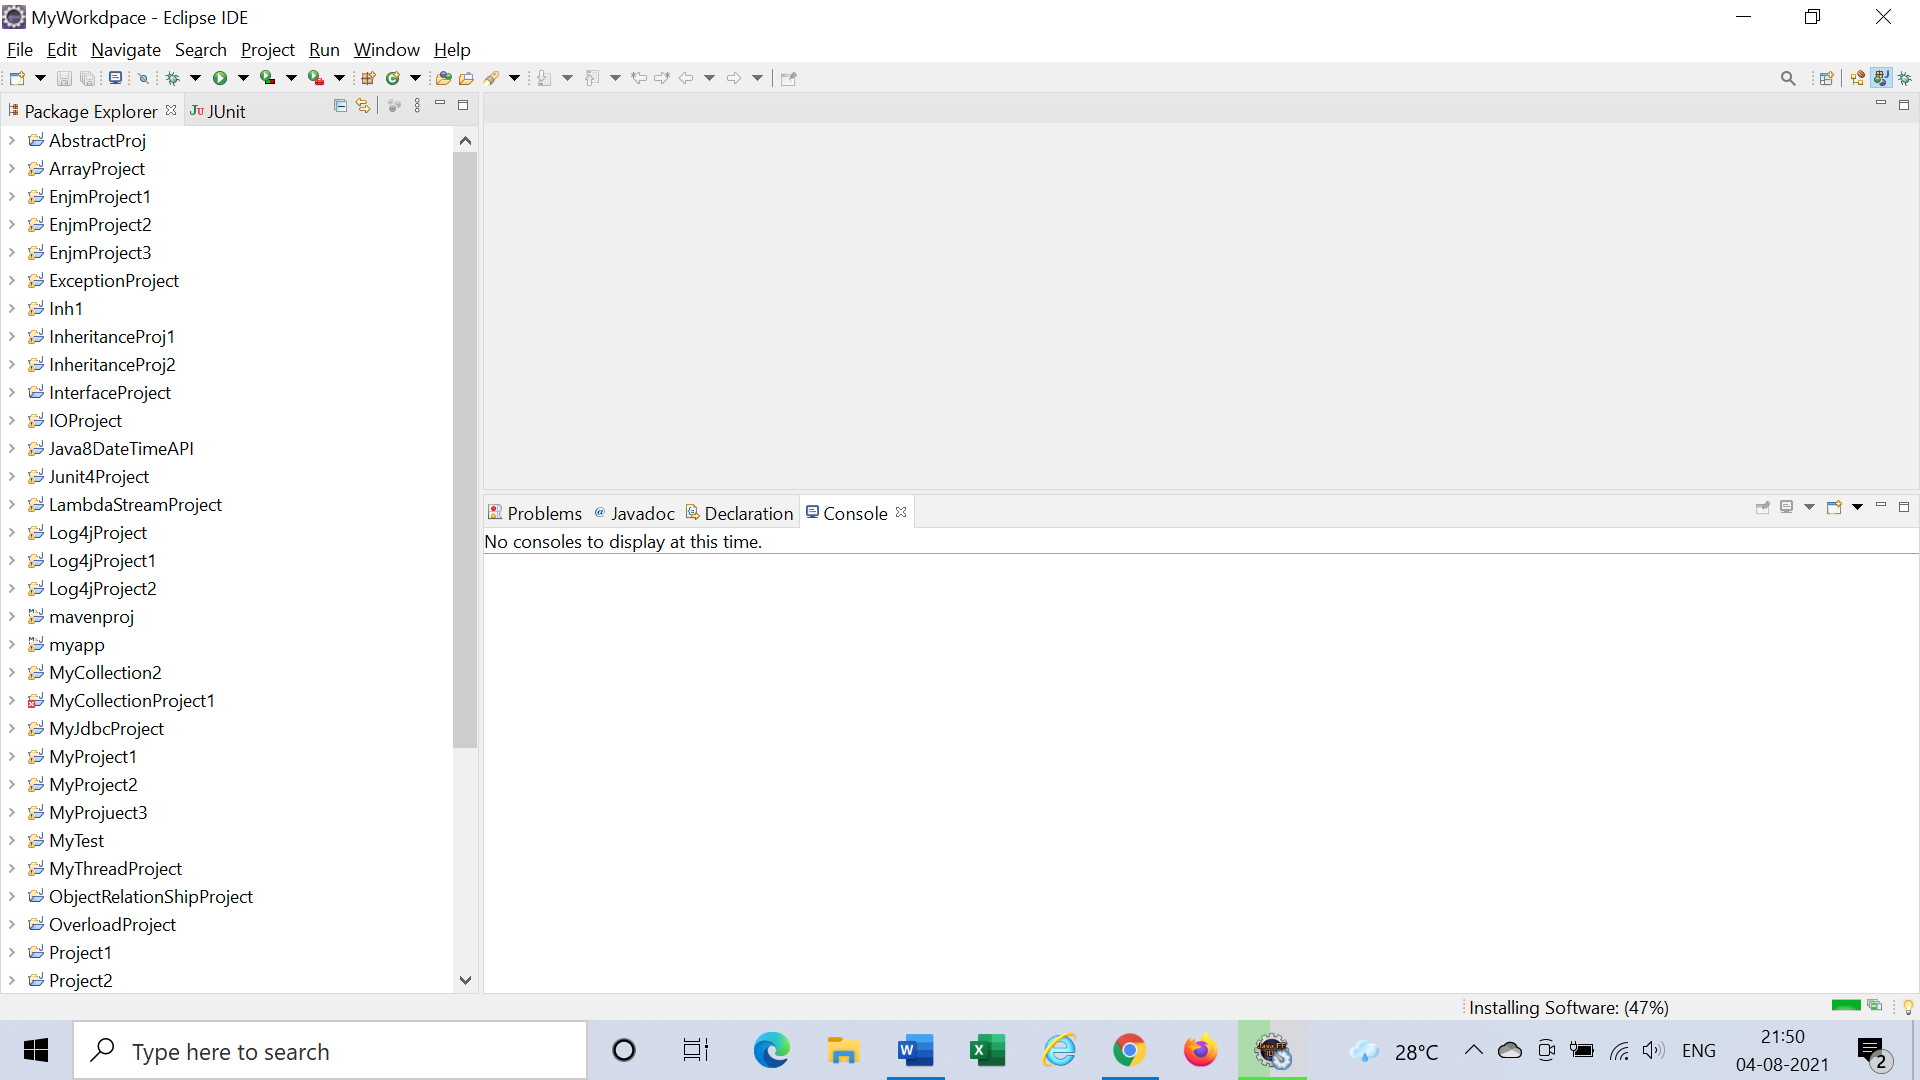 MyWorkdpace - Eclipse IDE
File Edit Navigate Search Project Run Window Help
Package Explorer
Ju JUnit
AbstractProj
ArrayProject
EnjmProject1
EnjmProject2
EnjmProject3
ExceptionProject
Inh1
InheritanceProj1
InheritanceProj2
InterfaceProject
IOProject
Java8DateTimeAPI
Junit4Project
LambdaStreamProject
Log4jProject
Log4jProject1
Log4jProject2
mavenproj
myapp
MyCollection2
MyCollectionProject1
MyJdbcProject
MyProject1
MyProject2
MyProjuect3
MyTest
MyThreadProject
ObjectRelationShipProject
OverloadProject
Project1
Project2
Problems @ Javadoc Declaration Console
No consoles to display at this time.
Installing Software: (47%)
Type here to search
28°C
ENG
21:50
04-08-2021
2